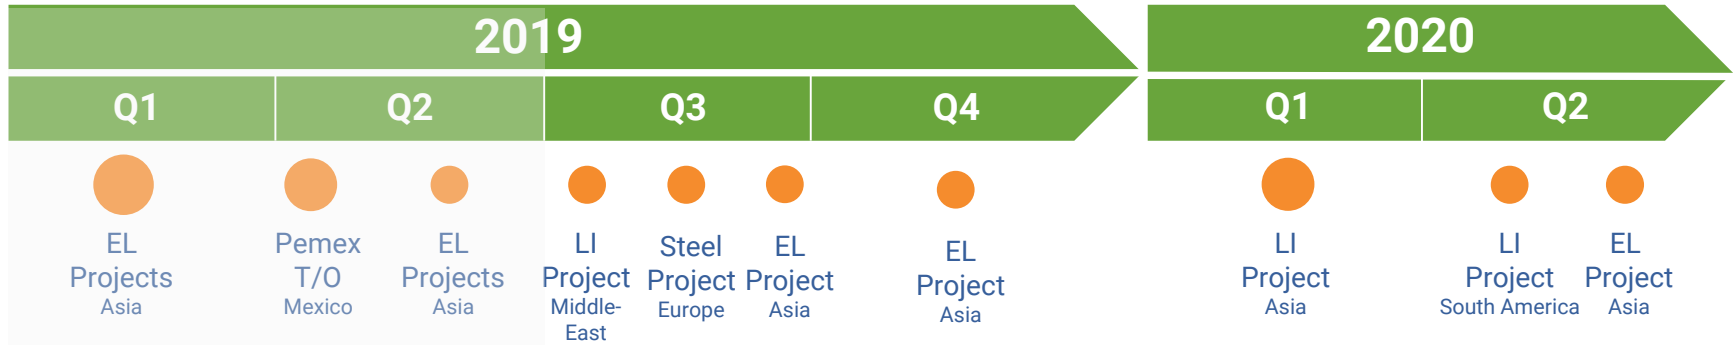 2019
2020
Q1
Q2
Q3
Q4
Q1
Q2
EL
Projects
Asia
Pemex
T/O
Mexico
EL
Projects
Asia
LI
Project
Middle-
East
Steel
Project
Europe
EL
Project
Asia
EL
Project
Asia
LI
Project
Asia
LI
Project
South America
EL
Project
Asia